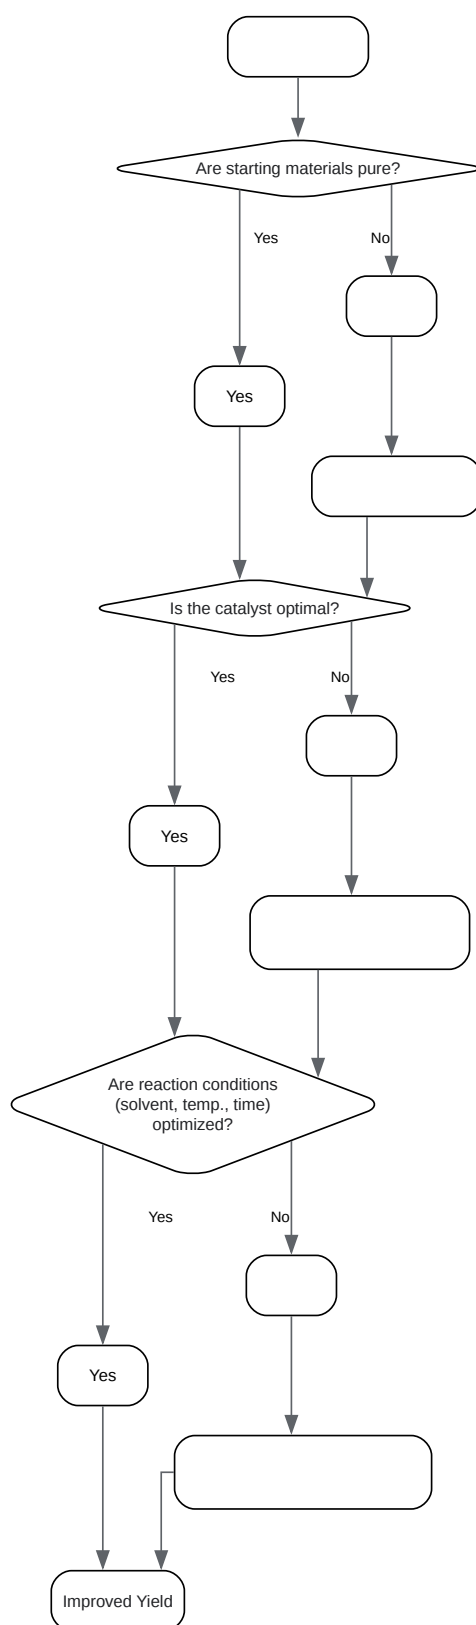 Are starting materials pure?
Yes
No
Yes
Is the catalyst optimal?
Yes
No
Yes
Are reaction conditions
(solvent, temp., time)
optimized?
Yes
No
Yes
Improved Yield